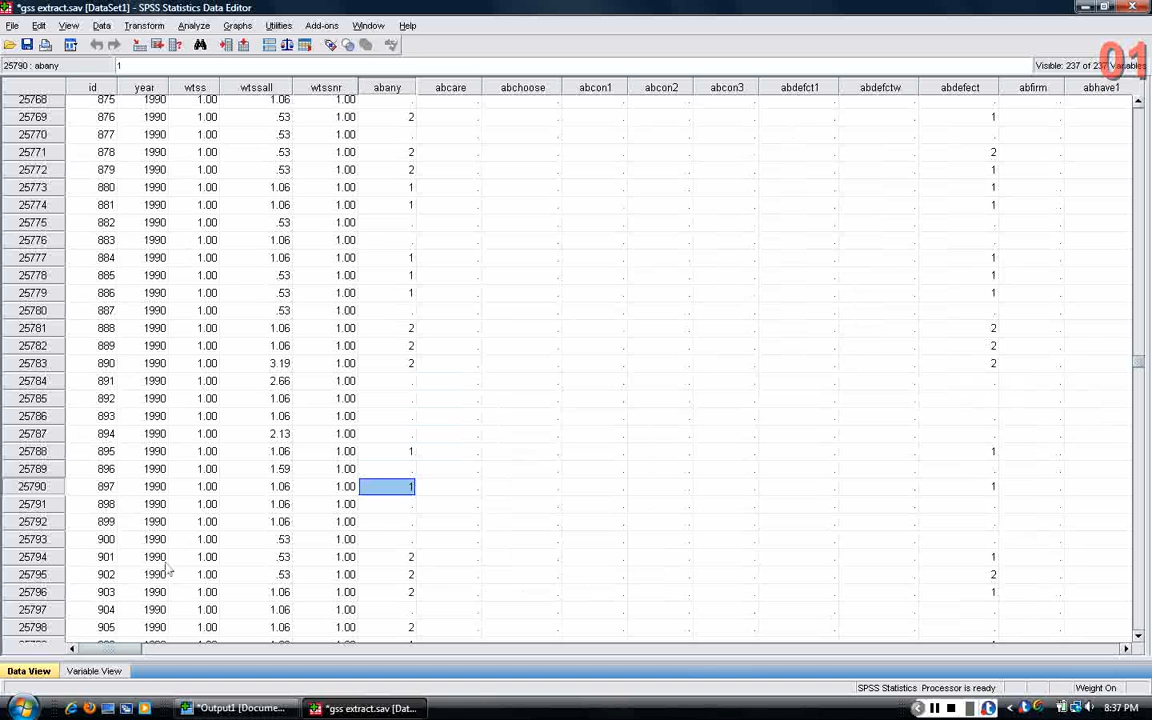 *gss extract.sav [DataSet1] - SPSS Statistics Data Editor
File Edit View Data Transform Analyze Graphs Utilities Add-ons Window Help
01
25790 : abany 1 Visible: 237 of 237 Variables
id year wtss wtssall wtssnr abany abcare abchoose abcon1 abcon2 abcon3 abdefct1 abdefctw abdefect abfirm abhave1
25768 875 1990 1.00 1.06 1.00 . . . . . . . . . .
25769 876 1990 1.00 .53 1.00 2 . . . . . . . 1 .
25770 877 1990 1.00 .53 1.00 . . . . . . . . . .
25771 878 1990 1.00 .53 1.00 2 . . . . . . . 2 .
25772 879 1990 1.00 .53 1.00 2 . . . . . . . 1 .
25773 880 1990 1.00 1.06 1.00 1 . . . . . . . 1 .
25774 881 1990 1.00 1.06 1.00 1 . . . . . . . 1 .
25775 882 1990 1.00 .53 1.00 . . . . . . . . . .
25776 883 1990 1.00 1.06 1.00 . . . . . . . . . .
25777 884 1990 1.00 1.06 1.00 1 . . . . . . . 1 .
25778 885 1990 1.00 .53 1.00 1 . . . . . . . 1 .
25779 886 1990 1.00 .53 1.00 1 . . . . . . . 1 .
25780 887 1990 1.00 .53 1.00 . . . . . . . . . .
25781 888 1990 1.00 1.06 1.00 2 . . . . . . . 2 .
25782 889 1990 1.00 1.06 1.00 2 . . . . . . . 2 .
25783 890 1990 1.00 3.19 1.00 2 . . . . . . . 2 .
25784 891 1990 1.00 2.66 1.00 . . . . . . . . . .
25785 892 1990 1.00 1.06 1.00 . . . . . . . . . .
25786 893 1990 1.00 1.06 1.00 . . . . . . . . . .
25787 894 1990 1.00 2.13 1.00 . . . . . . . . . .
25788 895 1990 1.00 1.06 1.00 1 . . . . . . . 1 .
25789 896 1990 1.00 1.59 1.00 . . . . . . . . . .
25790 897 1990 1.00 1.06 1.00 1 . . . . . . . 1 .
25791 898 1990 1.00 1.06 1.00 . . . . . . . . . .
25792 899 1990 1.00 1.06 1.00 . . . . . . . . . .
25793 900 1990 1.00 .53 1.00 . . . . . . . . . .
25794 901 1990 1.00 .53 1.00 2 . . . . . . . 1 .
25795 902 1990 1.00 .53 1.00 2 . . . . . . . 2 .
25796 903 1990 1.00 1.06 1.00 2 . . . . . . . 1 .
25797 904 1990 1.00 1.06 1.00 . . . . . . . . . .
25798 905 1990 1.00 1.06 1.00 2 . . . . . . . . .
Data View Variable View
SPSS Statistics Processor is ready Weight On
*Output1 [Docume... *gss extract.sav [Dat... 8:37 PM